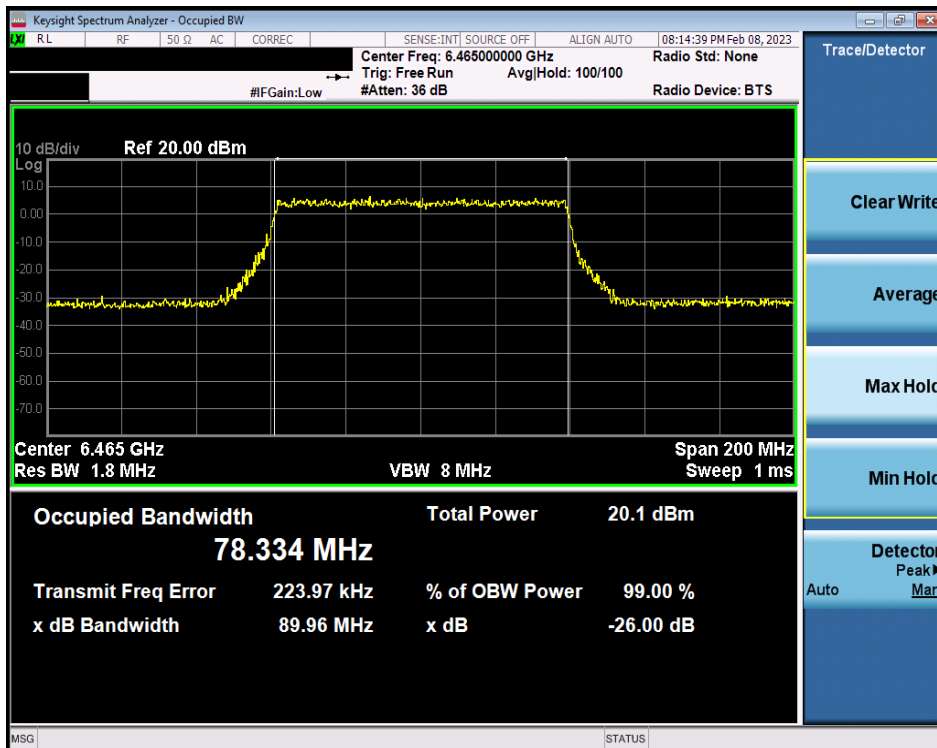 Keysight Spectrum Analyzer - Occupied BW
LXI RL RF 50 Ω AC CORREC SENSE:INT SOURCE OFF ALIGN AUTO 08:14:39 PM Feb 08, 2023
Center Freq: 6.465000000 GHz Radio Std: None
Trig: Free Run Avg|Hold: 100/100
#IFGain:Low #Atten: 36 dB Radio Device: BTS
10 dB/div Ref 20.00 dBm
Log
10.0
0.00
-10.0
-20.0
-30.0
-40.0
-50.0
-60.0
-70.0
Center 6.465 GHz Span 200 MHz
Res BW 1.8 MHz VBW 8 MHz Sweep 1 ms
Occupied Bandwidth Total Power 20.1 dBm
78.334 MHz
Transmit Freq Error 223.97 kHz % of OBW Power 99.00 %
x dB Bandwidth 89.96 MHz x dB -26.00 dB
MSG STATUS
Trace/Detector
Clear Write
Average
Max Hold
Min Hold
Detector
Peak
Auto Man